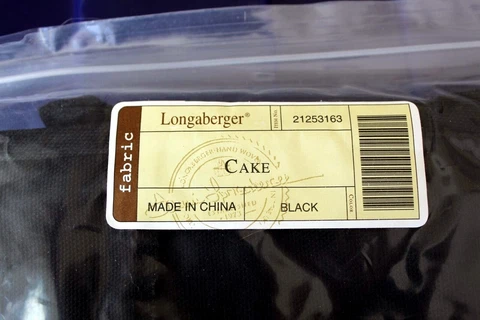 fabric
Longaberger®
Item No.
21253163
CAKE
MADE IN CHINA
BLACK
Color